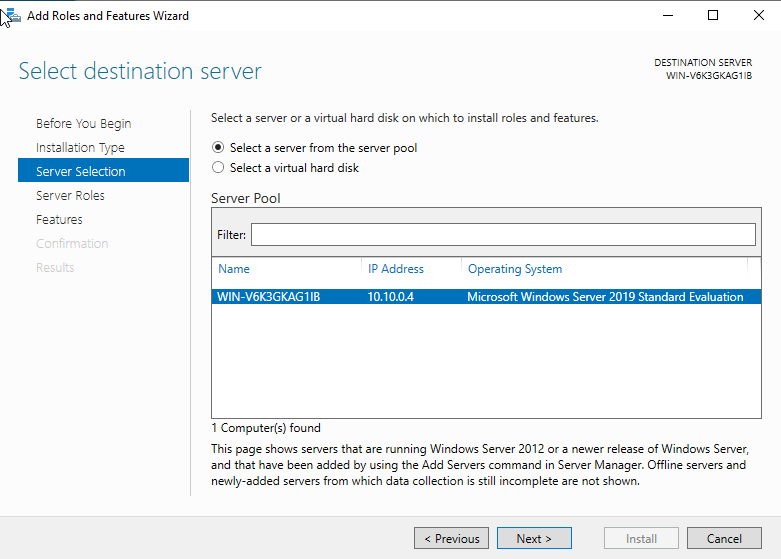 Add Roles and Features Wizard
Select destination server
DESTINATION SERVER
WIN-V6K3GKAG1IB
Before You Begin
Installation Type
Server Selection
Server Roles
Features
Confirmation
Results
Select a server or a virtual hard disk on which to install roles and features.
Select a server from the server pool
Select a virtual hard disk
Server Pool
Filter:
Name IP Address Operating System
WIN-V6K3GKAG1IB 10.10.0.4 Microsoft Windows Server 2019 Standard Evaluation
1 Computer(s) found
This page shows servers that are running Windows Server 2012 or a newer release of Windows Server,
and that have been added by using the Add Servers command in Server Manager. Offline servers and
newly-added servers from which data collection is still incomplete are not shown.
< Previous Next > Install Cancel